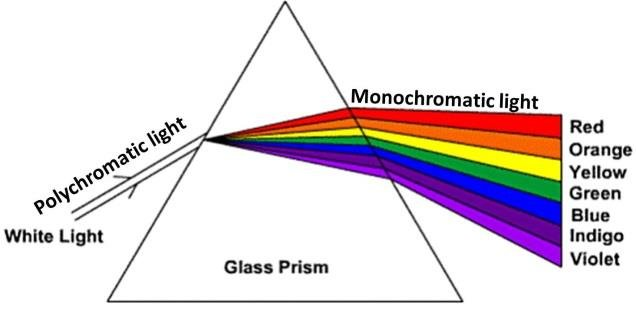 Polychromatic light
White Light
Glass Prism
Monochromatic light
Red
Orange
Yellow
Green
Blue
Indigo
Violet